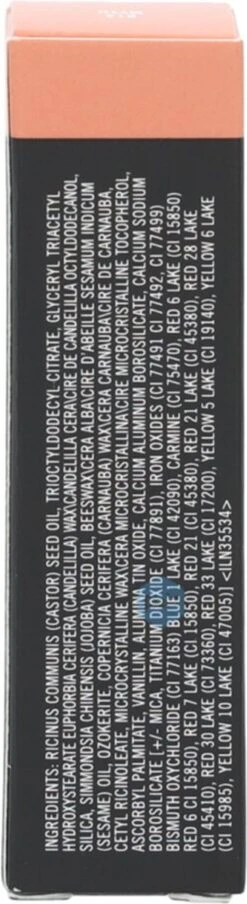 INGREDIENTS: RICINUS COMMUNIS (CASTOR) SEED OIL, TRIOCTYLDODECYL CITRATE, GLYCERYL TRIACETYL
HYDROXYSTEARATE EUPHORBIA CERIFERA (CANDELILLA) WAX\CANDELILLA CERA\CIRE DE CANDELILLA OCTYLDODECANOL,
SILICA, SIMMONDSIA CHINENSIS (JOJOBA) SEED OIL, BEESWAX\CERA ALBA\CIRE D'ABEILLE SESAMUM INDICUM
(SESAME) OIL, OZOKERITE, COPERNICIA CERIFERA (CARNAUBA) WAX\CERA CARNAUBA\CIRE DE CARNAUBA,
CETYL RICINOLEATE, MICROCRYSTALLINE WAX\CERA MICROCRISTALLINA\CIRE MICROCRISTALLINE TOCOPHEROL,
ASCORBYL PALMITATE, VANILLIN, ALUMINA, TIN OXIDE, CALCIUM ALUMINUM BOROSILICATE, CALCIUM SODIUM
BOROSILICATE [+/- MICA, TITANIUM DIOXIDE (CI 77891), IRON OXIDES (CI 77491 CI 77492, CI 77499)
BISMUTH OXYCHLORIDE (CI 77163) BLUE 1 LAKE (CI 42090), CARMINE (CI 75470), RED 6 LAKE (CI 15850)
RED 6 (CI 15850), RED 7 LAKE (CI 15850), RED 21 (CI 45380), RED 21 LAKE (CI 45380), RED 28 LAKE
(CI 45410), RED 30 LAKE (CI 73360), RED 33 LAKE (CI 17200), YELLOW 5 LAKE (CI 19140), YELLOW 6 LAKE
(CI 15985), YELLOW 10 LAKE (CI 47005)] <ILN35534>